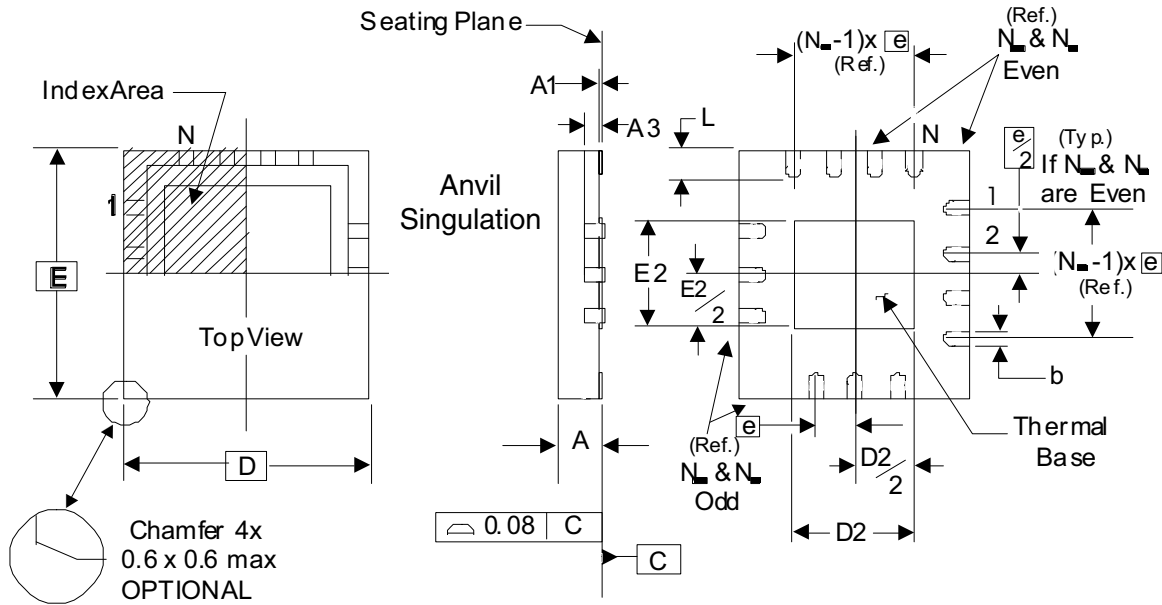 Seating Plane
Index Area
N
1
E
Top View
D
Chamfer 4x
0.6 x 0.6 max
OPTIONAL
A1
A3
Anvil
Singulation
A
0.08 C
C
L
E2
E2/2
(N -1)x e
(Ref.)
(Ref.)
N & N
Even
N
e/2
(Typ.)
If N & N
are Even
1
2
(N -1)x e
(Ref.)
b
Thermal
Base
e
(Ref.)
N & N
Odd
D2/2
D2